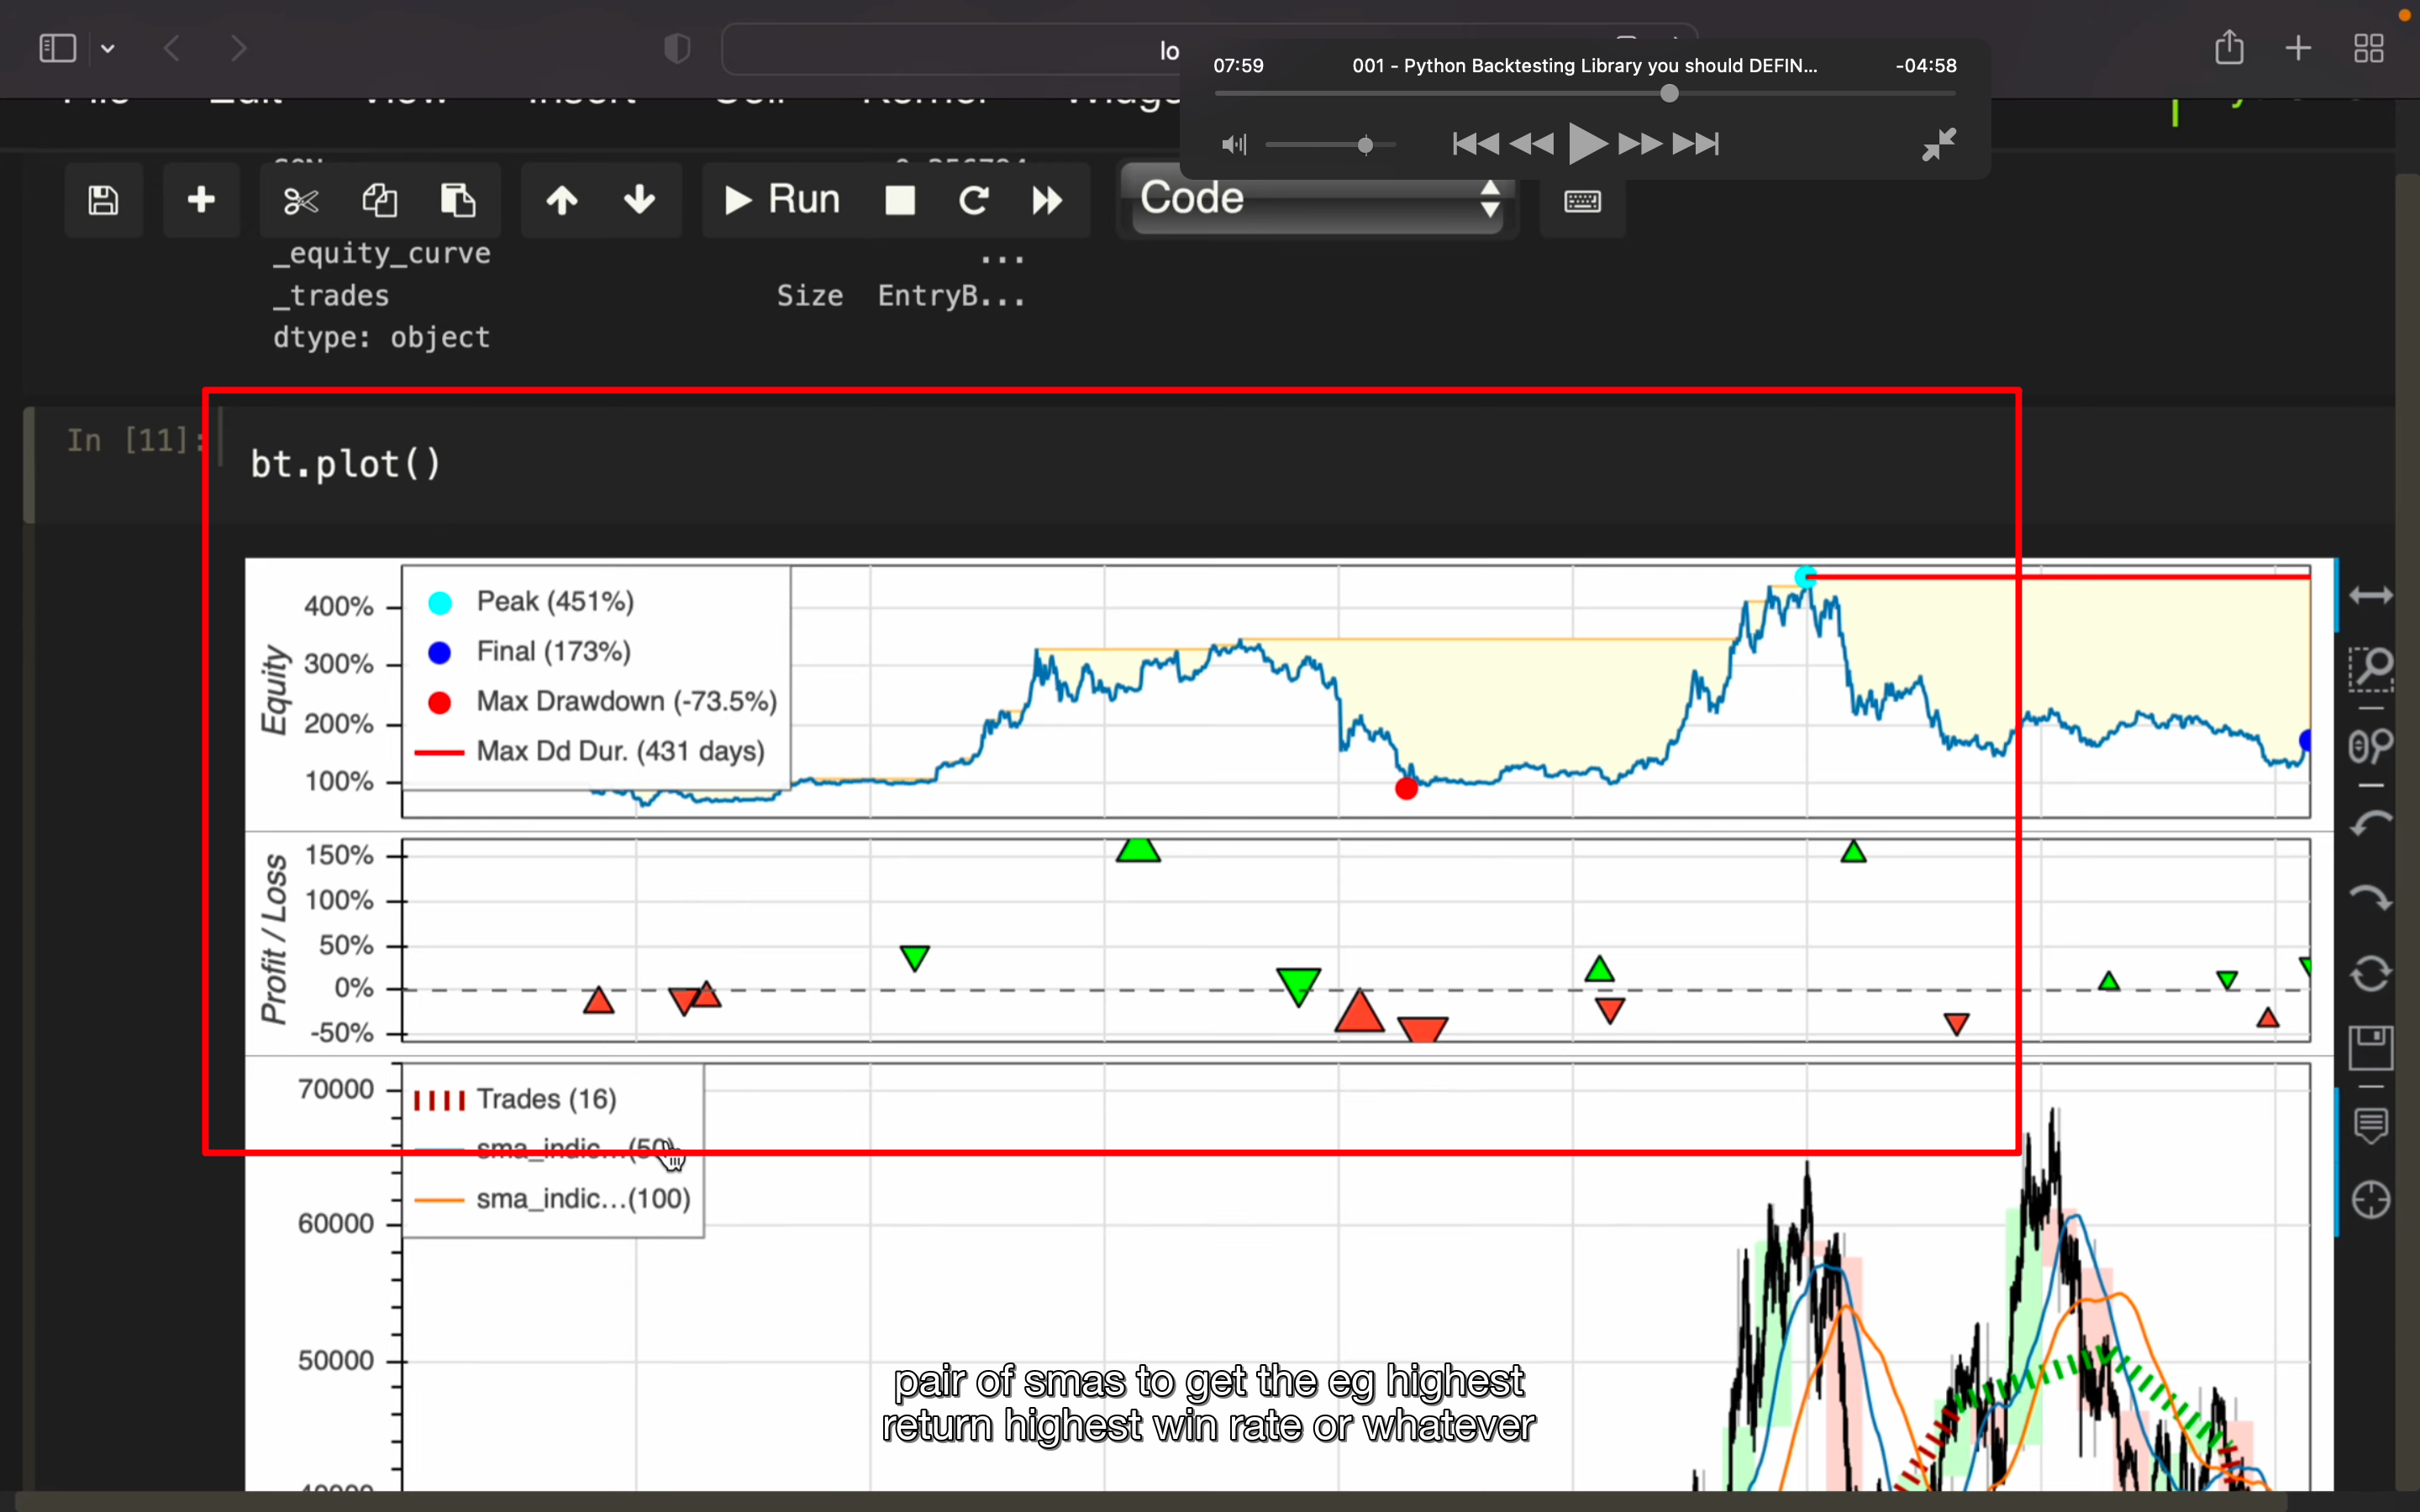 lo
07:59 001 - Python Backtesting Library you should DEFIN... -04:58
Run
Code
_equity_curve ...
_trades Size EntryB...
dtype: object
In [11]:
bt.plot()
Equity
400%
300%
200%
100%
Peak (451%)
Final (173%)
Max Drawdown (-73.5%)
Max Dd Dur. (431 days)
Profit / Loss
150%
100%
50%
0%
-50%
70000
60000
50000
Trades (16)
sma_indic...(50)
sma_indic...(100)
pair of smas to get the eg highest
return highest win rate or whatever